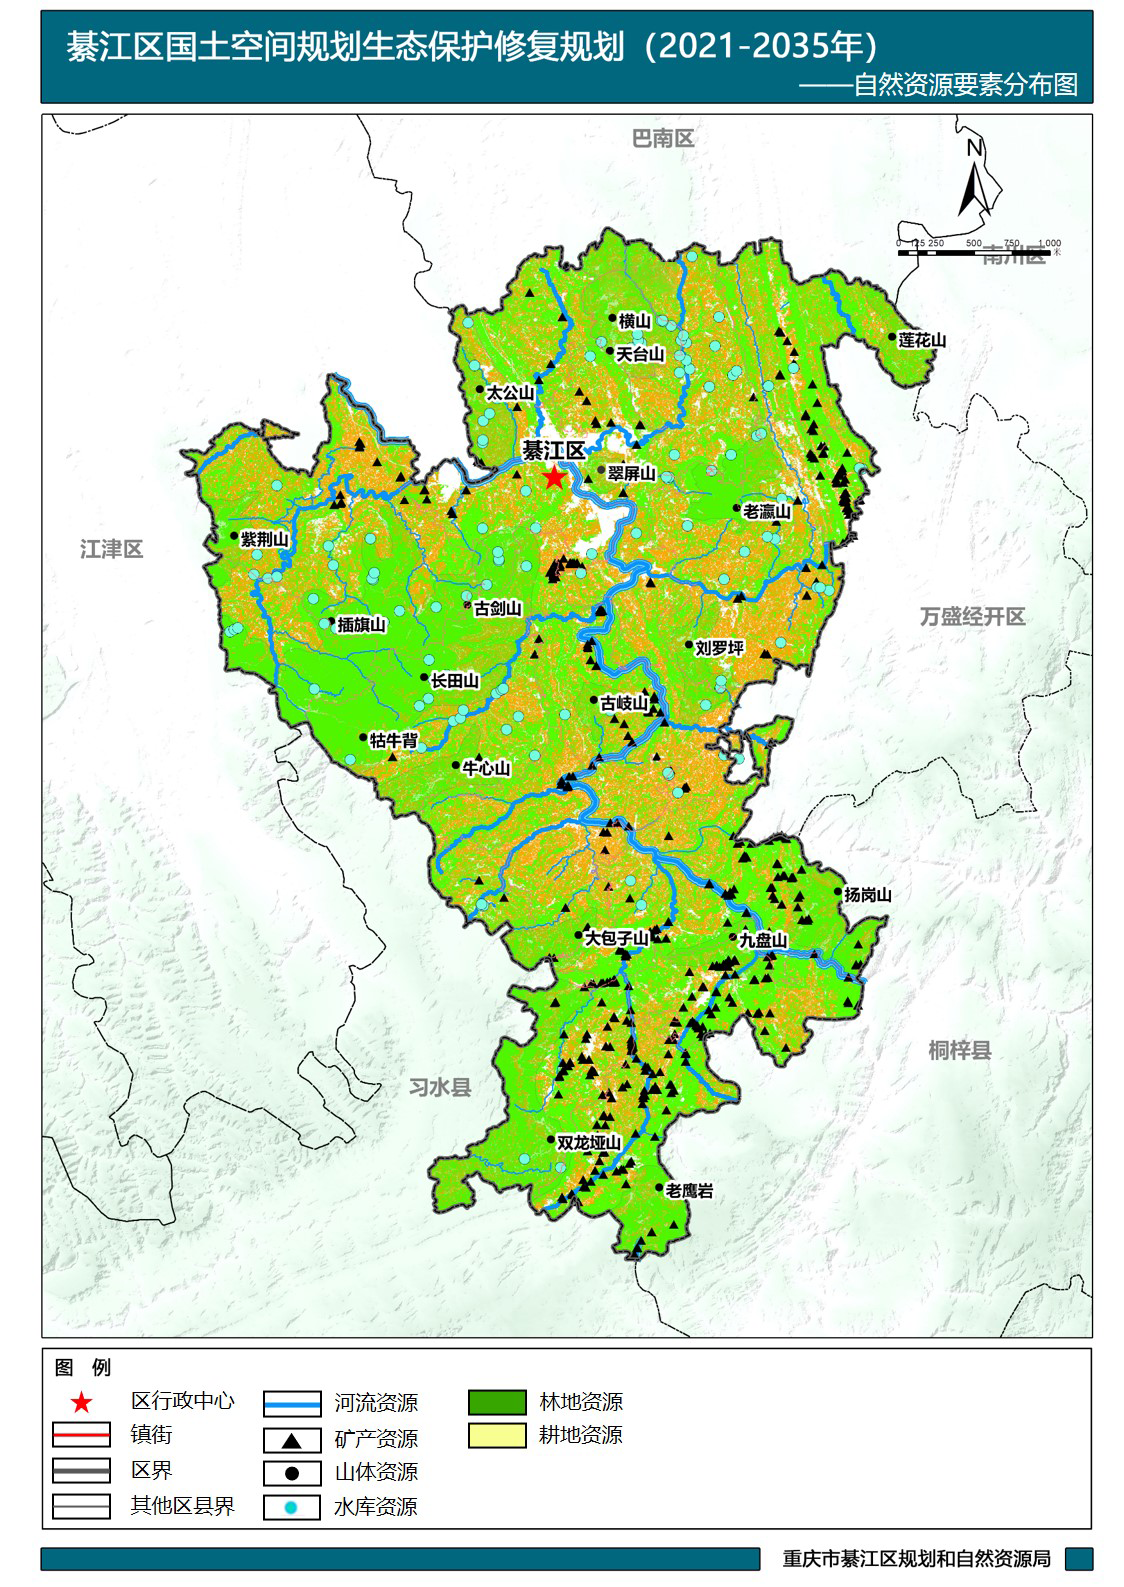 綦江区国土空间规划生态保护修复规划（2021-2035年）
——自然资源要素分布图
巴南区
N
0 125 250 500 750 1,000
米
南川区
横山
莲花山
天台山
太公山
綦江区
翠屏山
老瀛山
紫荆山
江津区
古剑山
万盛经开区
插旗山
刘罗坪
长田山
古岐山
牯牛背
牛心山
扬岗山
大包子山
九盘山
桐梓县
习水县
双龙垭山
老鹰岩
图 例
区行政中心
河流资源
林地资源
镇街
矿产资源
耕地资源
区界
山体资源
其他区县界
水库资源
重庆市綦江区规划和自然资源局